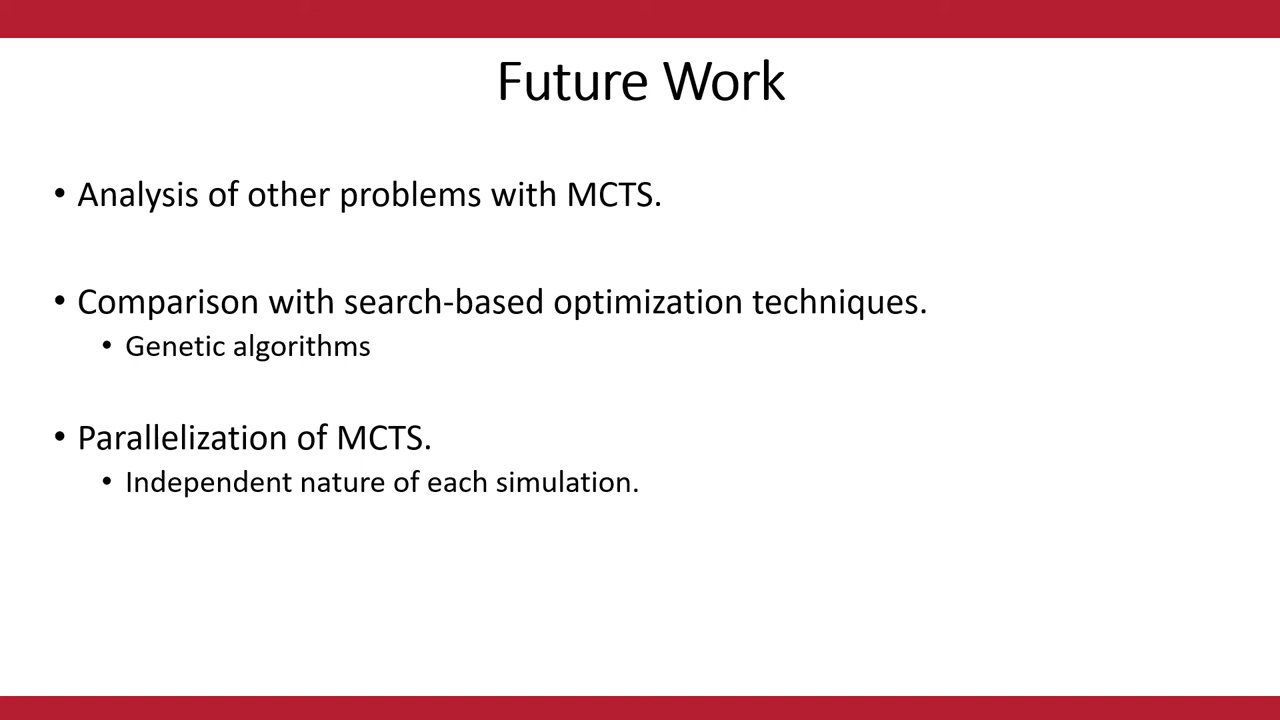 Future Work
• Analysis of other problems with MCTS.
• Comparison with search-based optimization techniques.
• Genetic algorithms
• Parallelization of MCTS.
• Independent nature of each simulation.